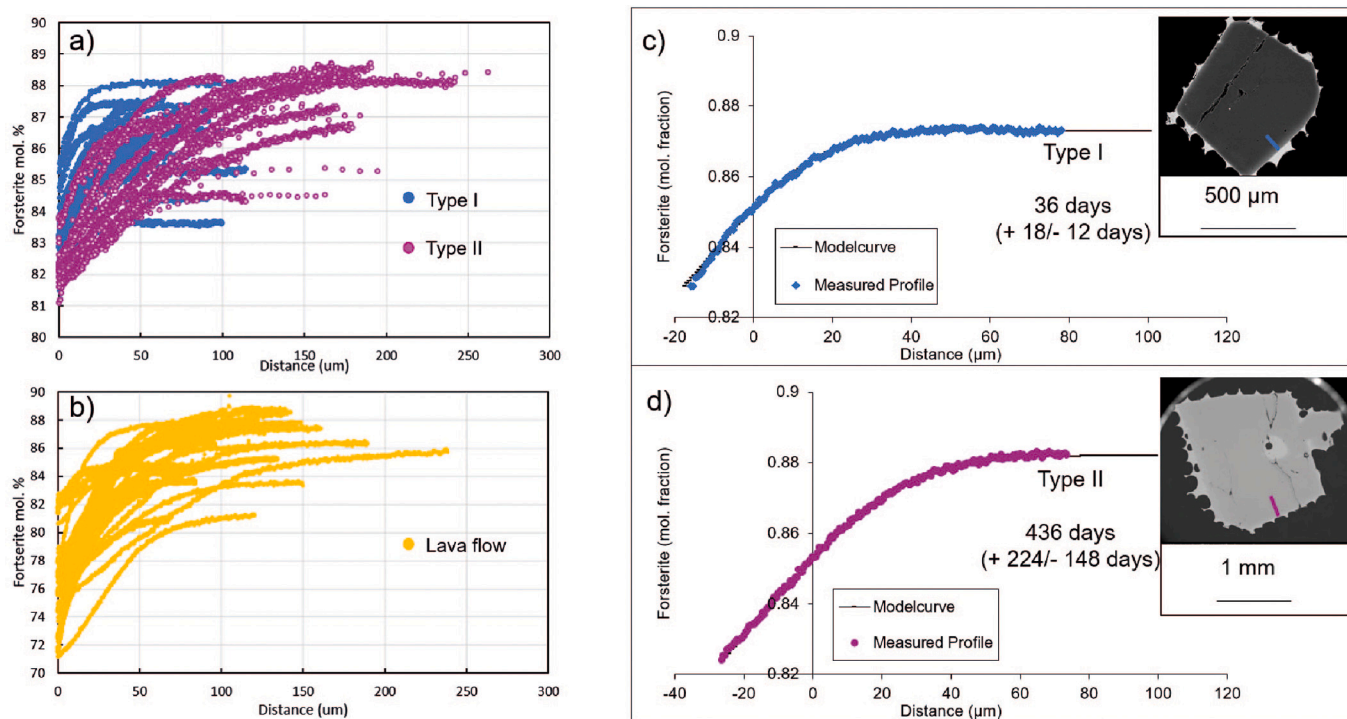 a)
Forsterite mol. %
90
89
88
87
86
85
84
83
82
81
80
0 50 100 150 200 250 300
Distance (um)
Type I
Type II
b)
Fortserite mol. %
90
88
86
84
82
80
78
76
74
72
70
0 50 100 150 200 250 300
Distance (um)
Lava flow
c)
Forsterite (mol. fraction)
0.9
0.88
0.86
0.84
0.82
-20 0 20 40 60 80 100 120
Distance (µm)
Type I
36 days
(+ 18/- 12 days)
Modelcurve
Measured Profile
500 µm
d)
Forsterite (mol. fraction)
0.9
0.88
0.86
0.84
0.82
-40 -20 0 20 40 60 80 100 120
Distance (µm)
Type II
436 days
(+ 224/- 148 days)
Modelcurve
Measured Profile
1 mm